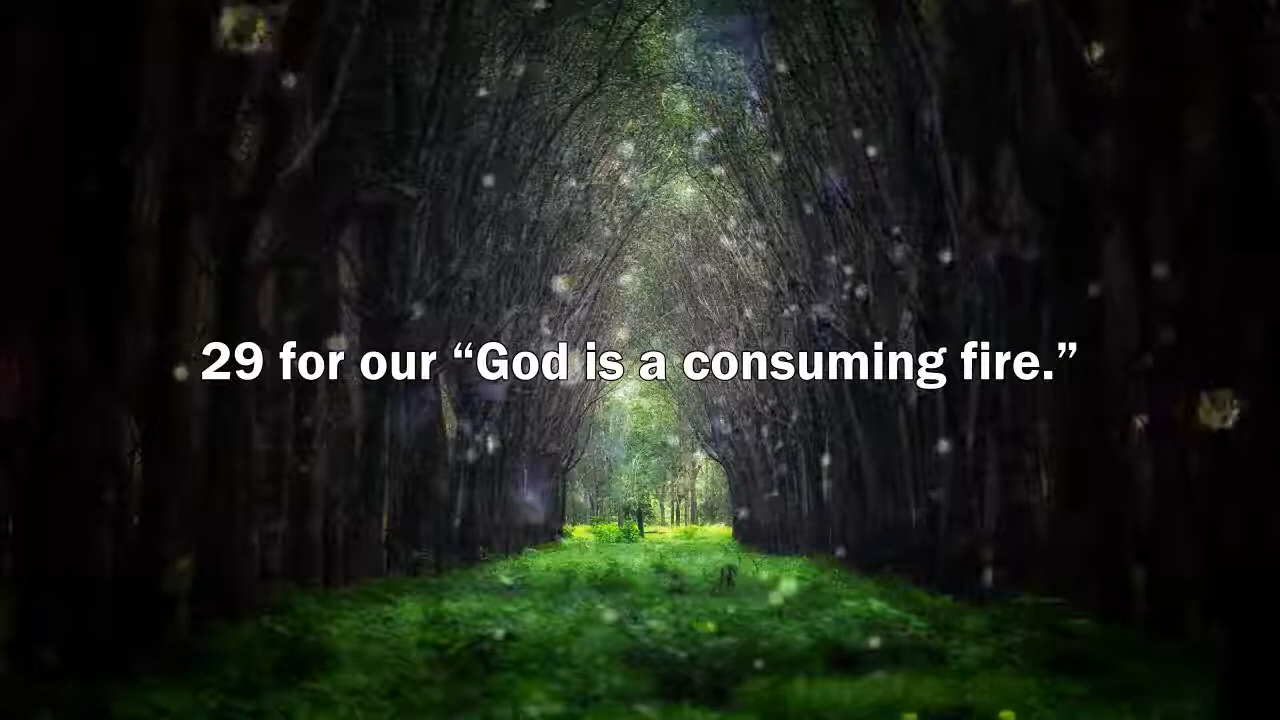 29 for our “God is a consuming fire.”